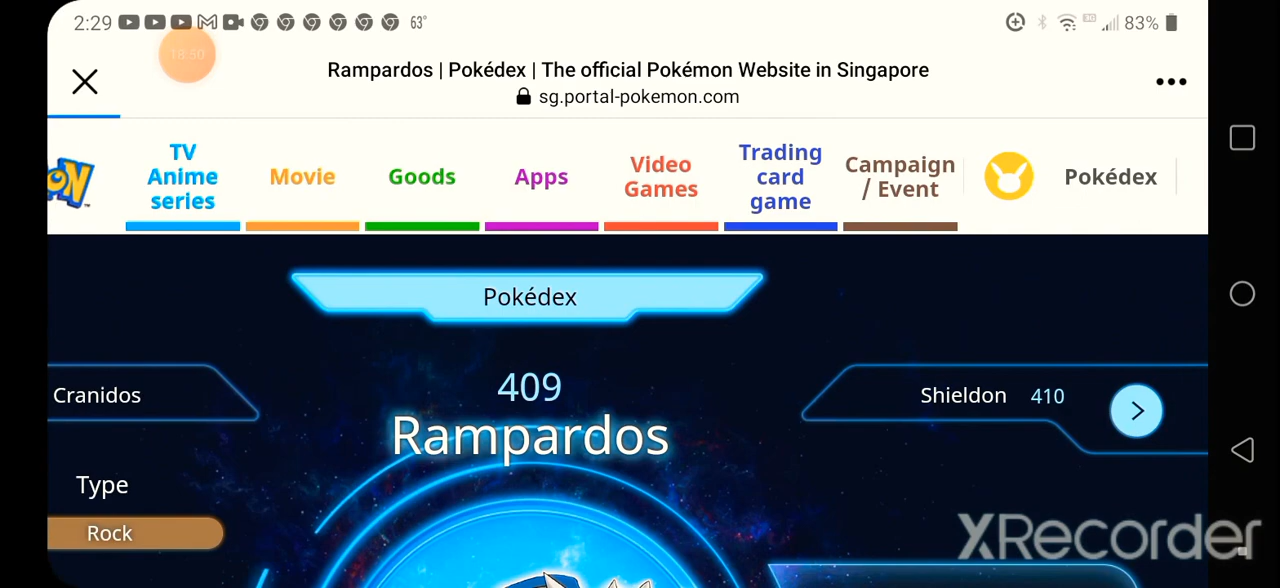 2:29 63° 83%
18:50
Rampardos | Pokédex | The official Pokémon Website in Singapore
sg.portal-pokemon.com
TV
Anime
series
Movie
Goods
Apps
Video
Games
Trading
card
game
Campaign
/ Event
Pokédex
Pokédex
Cranidos
409
Rampardos
Shieldon 410
Type
Rock
XRecorder